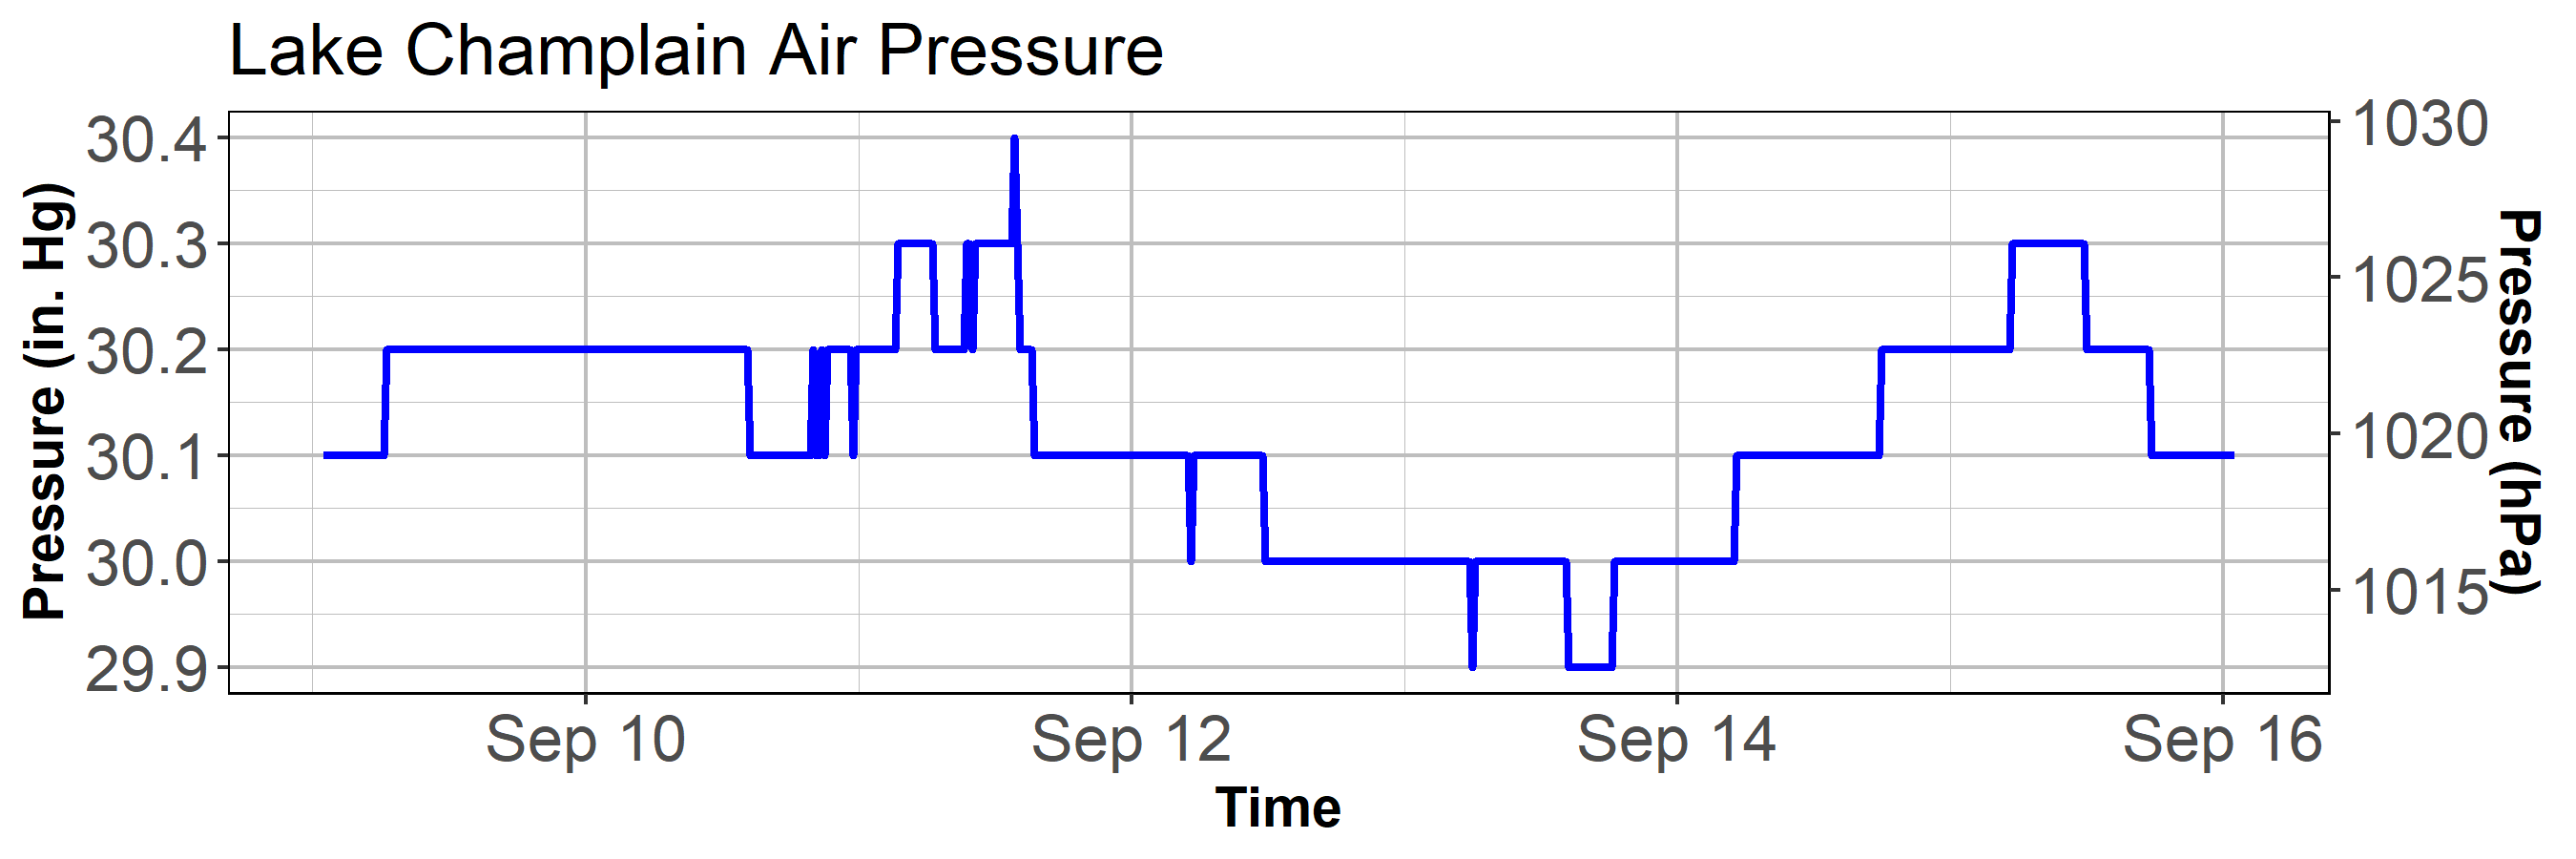 Lake Champlain Air Pressure
Pressure (in. Hg)
30.4
30.3
30.2
30.1
30.0
29.9
1030
1025
1020
1015
Pressure (hPa)
Sep 10 Sep 12 Sep 14 Sep 16
Time